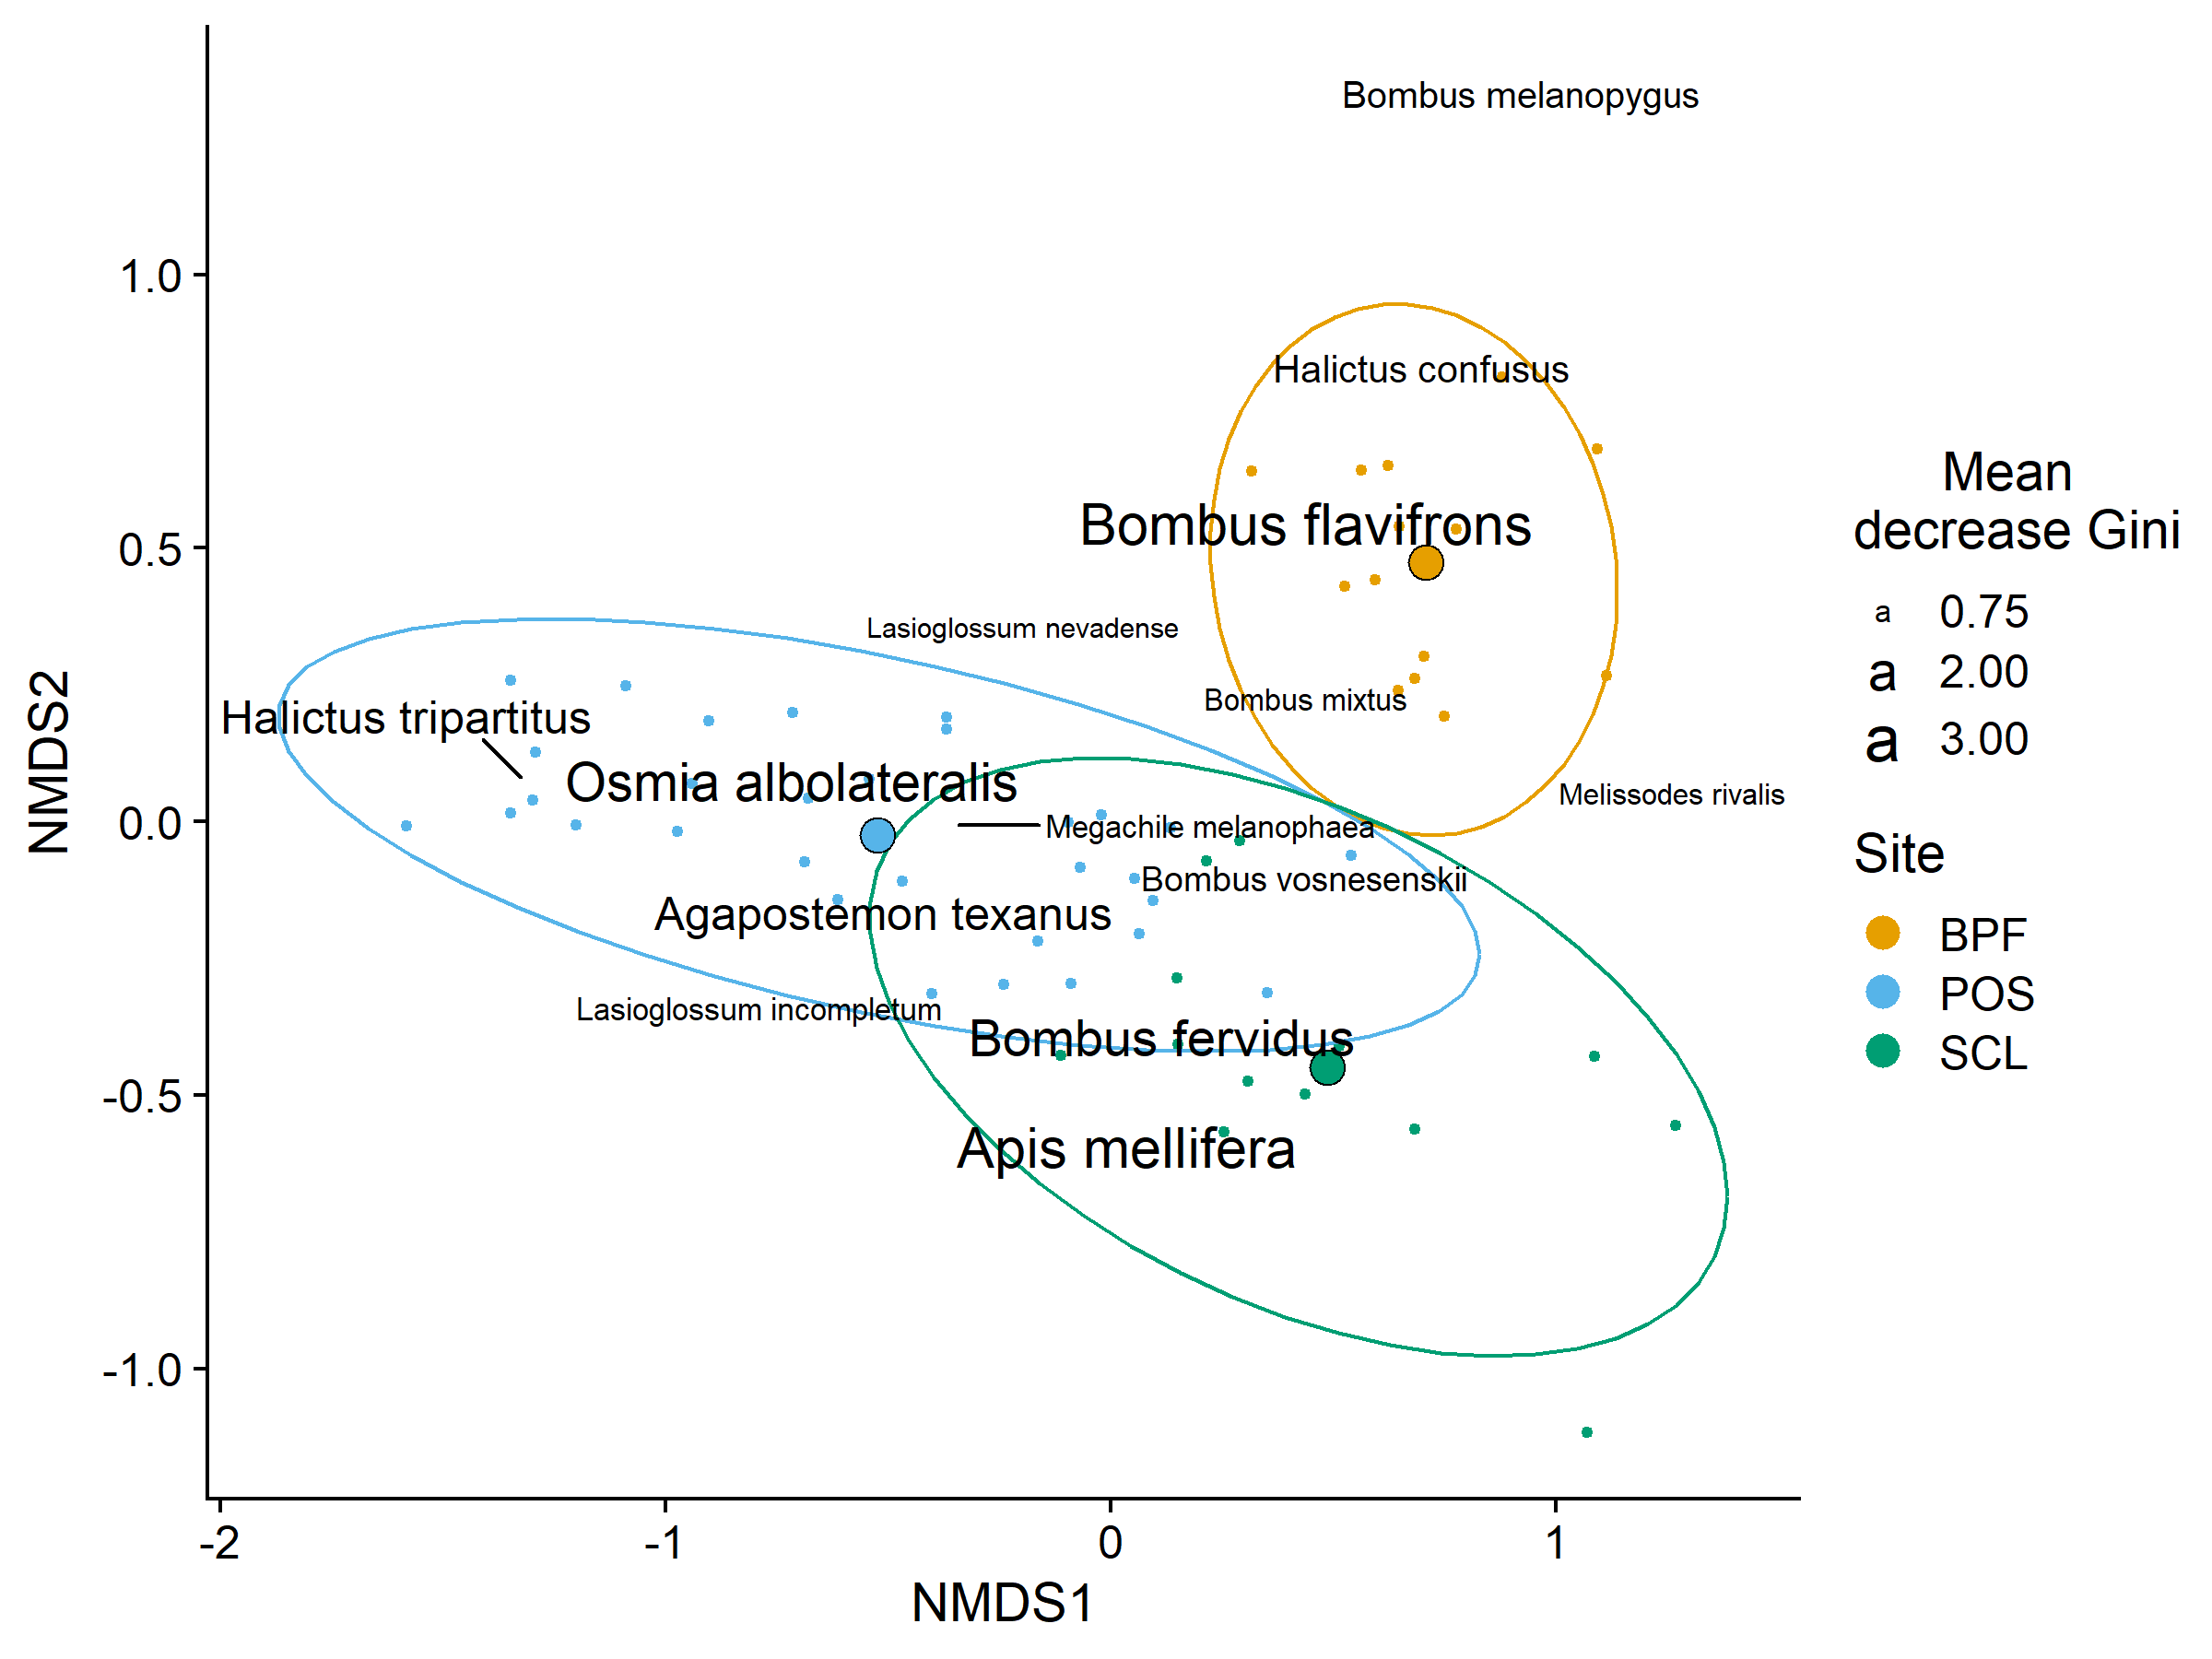 Bombus melanopygus
1.0
Halictus confusus
Mean
decrease Gini
Bombus flavifrons
0.5
a 0.75
Lasioglossum nevadense
a 2.00
Bombus mixtus
Halictus tripartitus
a 3.00
NMDS2
Osmia albolateralis
Melissodes rivalis
0.0
Megachile melanophaea
Site
Bombus vosnesenskii
Agapostemon texanus
BPF
POS
Lasioglossum incompletum
Bombus fervidus
SCL
-0.5
Apis mellifera
-1.0
-2 -1 0 1
NMDS1